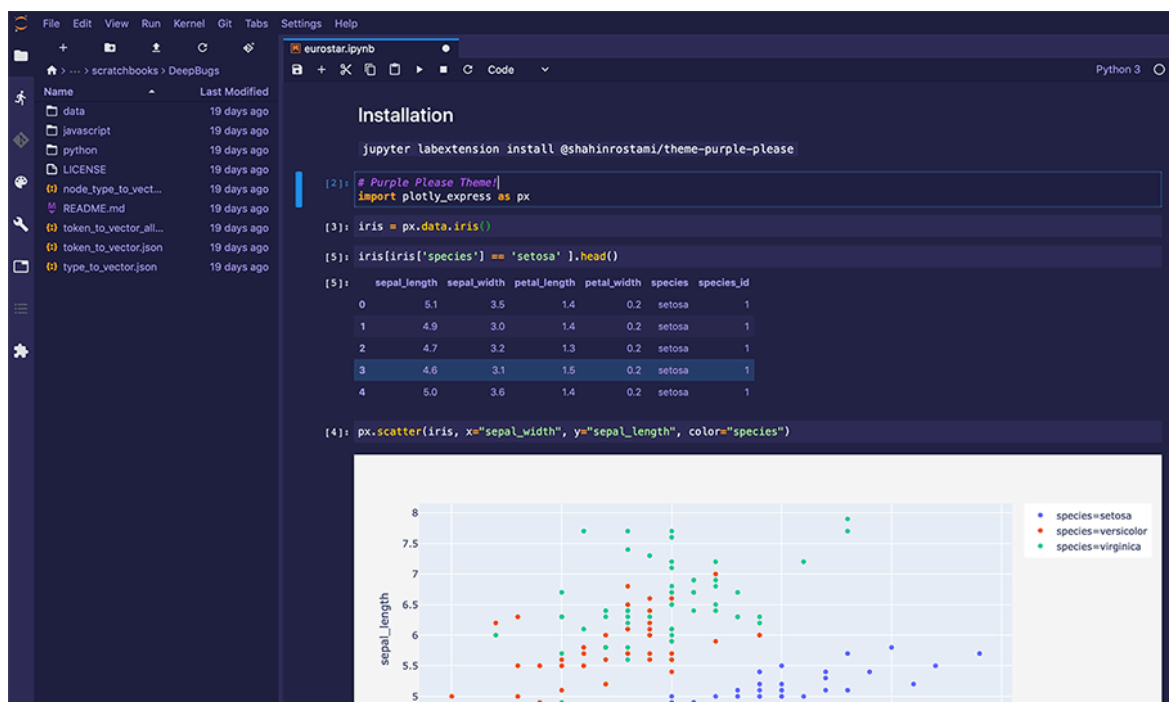 File Edit View Run Kernel Git Tabs Settings Help
> ··· > scratchbooks > DeepBugs
Name Last Modified
data 19 days ago
javascript 19 days ago
python 19 days ago
LICENSE 19 days ago
node_type_to_vect... 19 days ago
README.md 19 days ago
token_to_vector_all... 19 days ago
token_to_vector.json 19 days ago
type_to_vector.json 19 days ago
eurostar.ipynb
Code Python 3
Installation
jupyter labextension install @shahinrostami/theme-purple-please
[2]: # Purple Please Theme!
import plotly_express as px
[3]: iris = px.data.iris()
[5]: iris[iris['species'] == 'setosa' ].head()
[5]: sepal_length sepal_width petal_length petal_width species species_id
0 5.1 3.5 1.4 0.2 setosa 1
1 4.9 3.0 1.4 0.2 setosa 1
2 4.7 3.2 1.3 0.2 setosa 1
3 4.6 3.1 1.5 0.2 setosa 1
4 5.0 3.6 1.4 0.2 setosa 1
[4]: px.scatter(iris, x="sepal_width", y="sepal_length", color="species")
8
7.5
7
6.5
6
5.5
5
sepal_length
species=setosa
species=versicolor
species=virginica